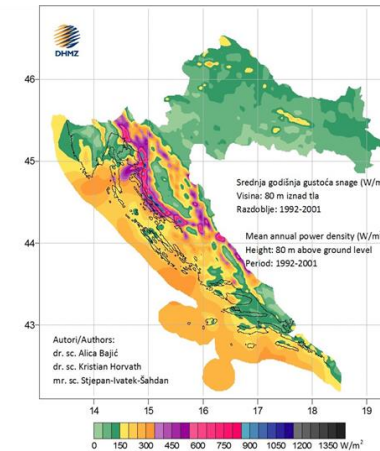 DHMZ
46
45
44
43
Srednja godišnja gustoća snage (W/m
Visina: 80 m iznad tla
Razdoblje: 1992-2001
Mean annual power density (W/m
Height: 80 m above ground level
Period: 1992-2001
Autori/Authors:
dr. sc. Alica Bajić
dr. sc. Kristian Horvath
mr. sc. Stjepan-Ivatek-Šahdan
14 15 16 17 18 19
0 150 300 450 600 750 900 1050 1200 1350 W/m²